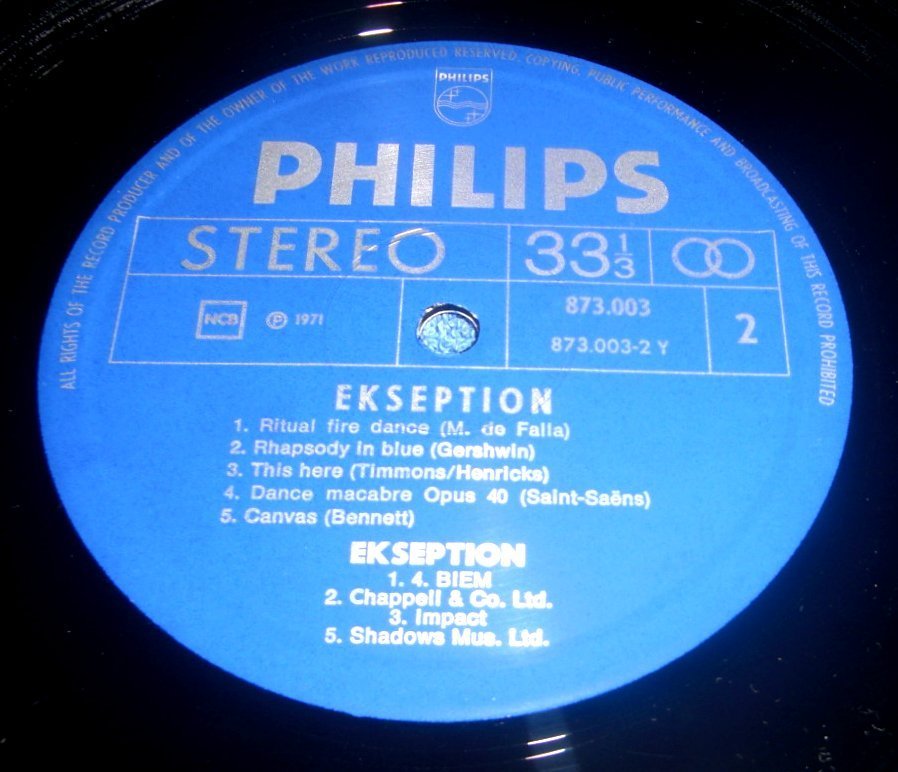 ALL RIGHTS OF THE RECORD PRODUCER AND OF THE OWNER OF THE WORK REPRODUCED RESERVED. COPYING, PUBLIC PERFORMANCE AND BROADCASTING OF THIS RECORD PROHIBITED
PHILIPS
PHILIPS
STEREO 33 1/3
NCB ℗ 1971 873.003
873.003-2 Y 2
EKSEPTION
1. Ritual fire dance (M. de Falla)
2. Rhapsody in blue (Gershwin)
3. This here (Timmons/Henricks)
4. Dance macabre Opus 40 (Saint-Saëns)
5. Canvas (Bennett)
EKSEPTION
1. 4. BIEM
2. Chappell & Co. Ltd.
3. Impact
5. Shadows Mus. Ltd.